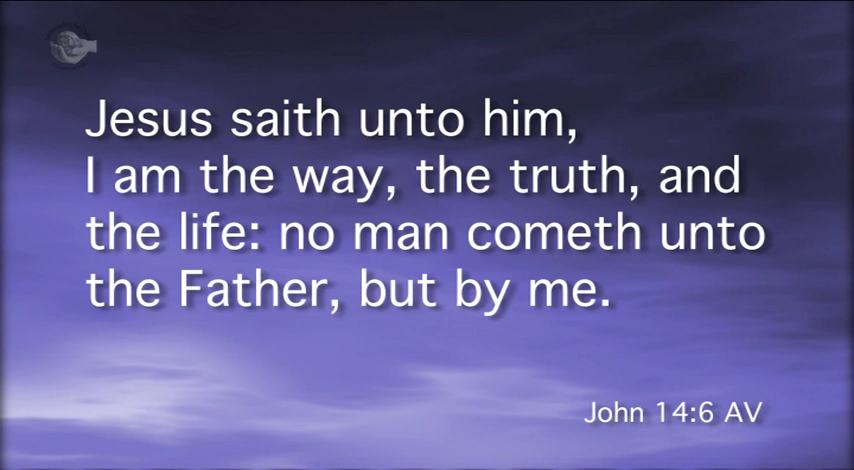 Jesus saith unto him,
I am the way, the truth, and
the life: no man cometh unto
the Father, but by me.
John 14:6 AV